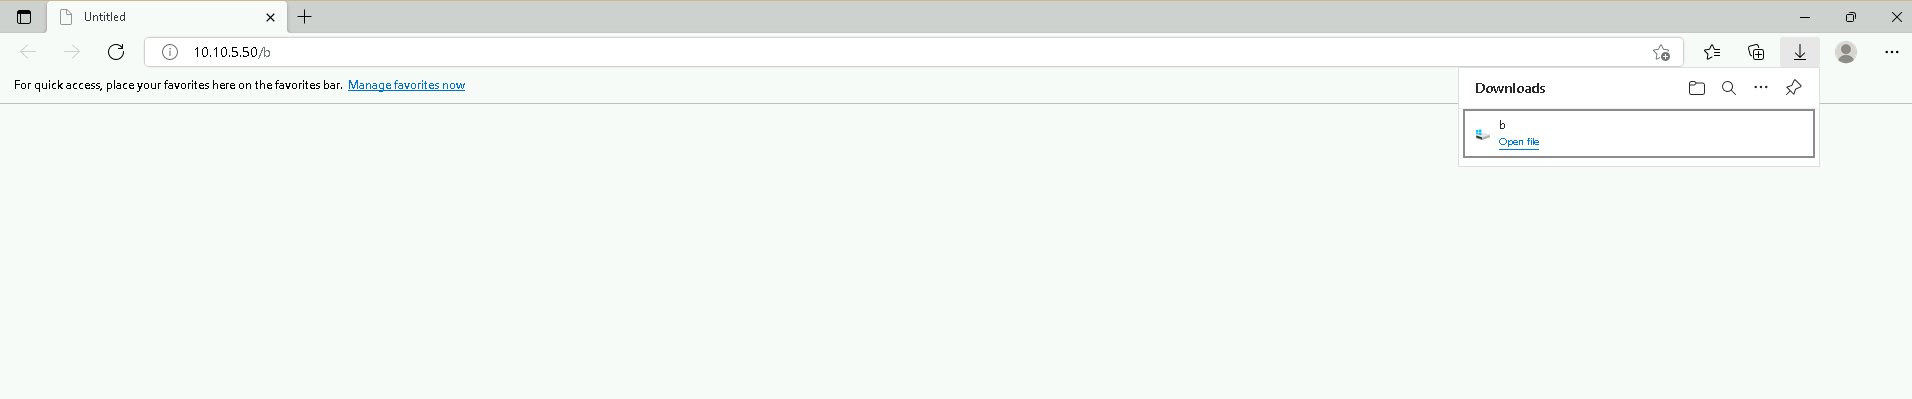 Untitled
10.10.5.50/b
For quick access, place your favorites here on the favorites bar. Manage favorites now
Downloads
b
Open file